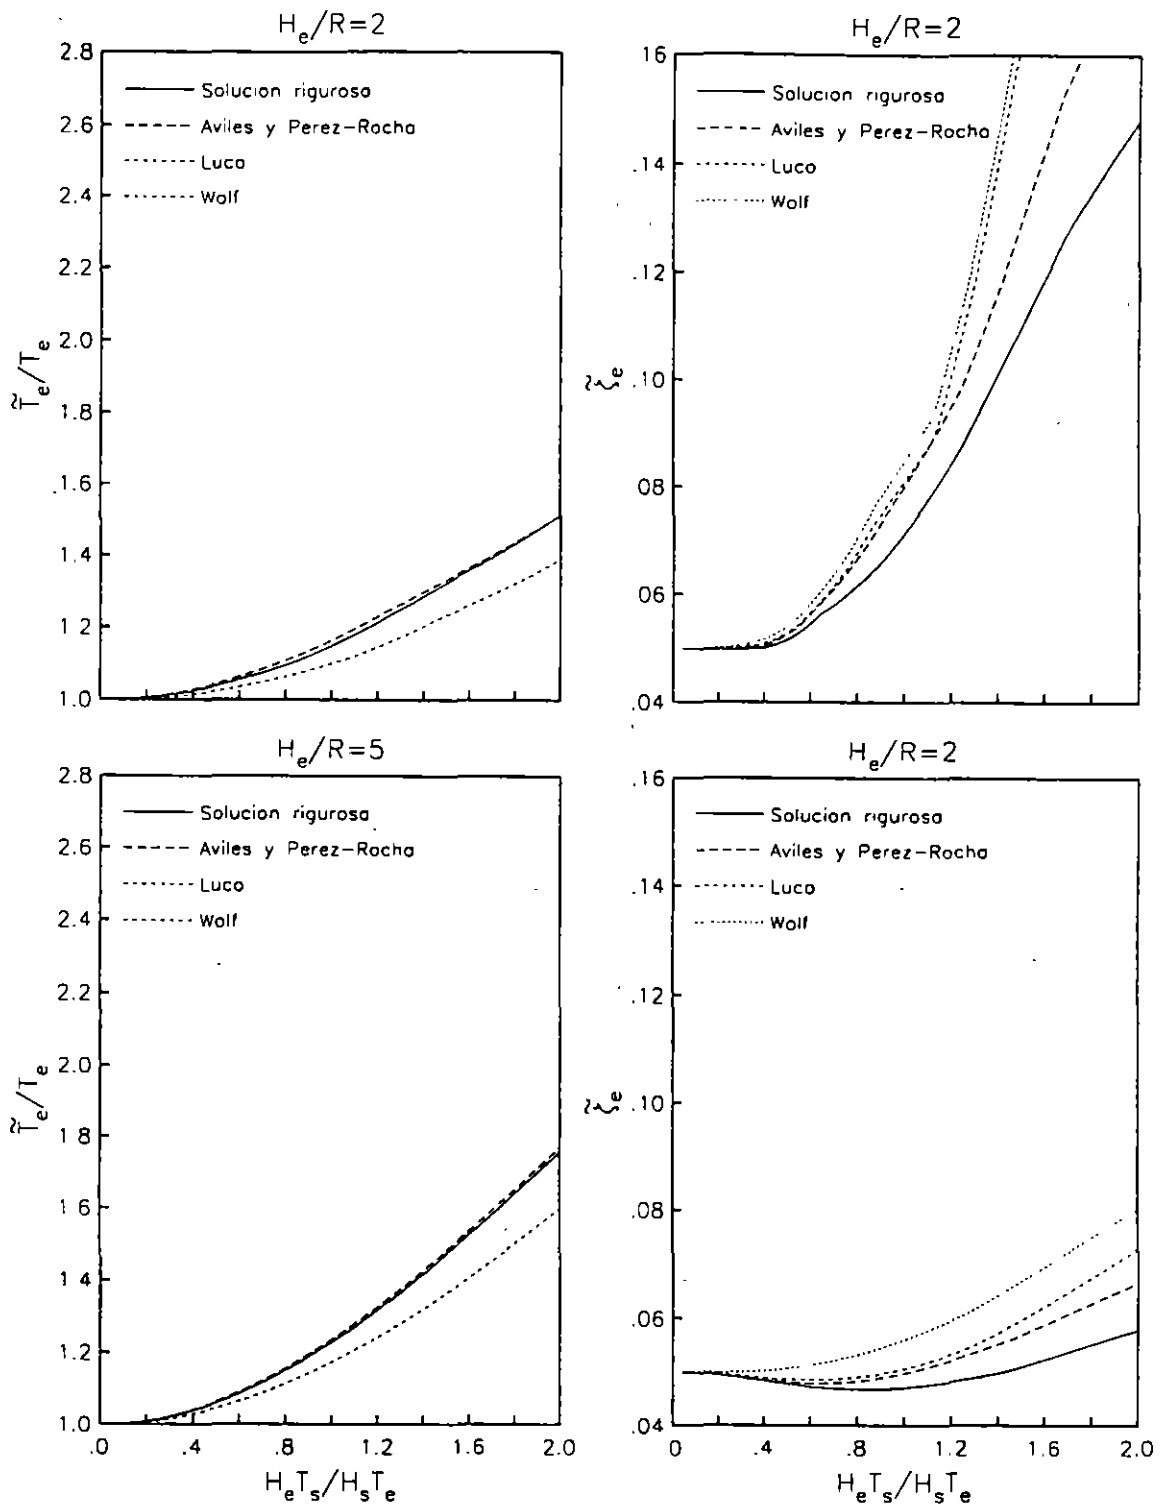 H_e/R=2
2.8
2.6
2.4
2.2
2.0
1.8
1.6
1.4
1.2
1.0
T̃_e/T_e
Solucion rigurosa
Aviles y Perez-Rocha
Luco
Wolf
H_e/R=2
.16
.14
.12
.10
.08
.06
.04
ξ̃_e
Solucion rigurosa
Aviles y Perez-Rocha
Luco
Wolf
H_e/R=5
2.8
2.6
2.4
2.2
2.0
1.8
1.6
1.4
1.2
1.0
T̃_e/T_e
Solucion rigurosa
Aviles y Perez-Rocha
Luco
Wolf
.0 .4 .8 1.2 1.6 2.0
H_eT_s/H_sT_e
H_e/R=2
.16
.14
.12
.10
.08
.06
.04
ξ̃_e
Solucion rigurosa
Aviles y Perez-Rocha
Luco
Wolf
0 .4 .8 1.2 1.6 2.0
H_eT_s/H_sT_e